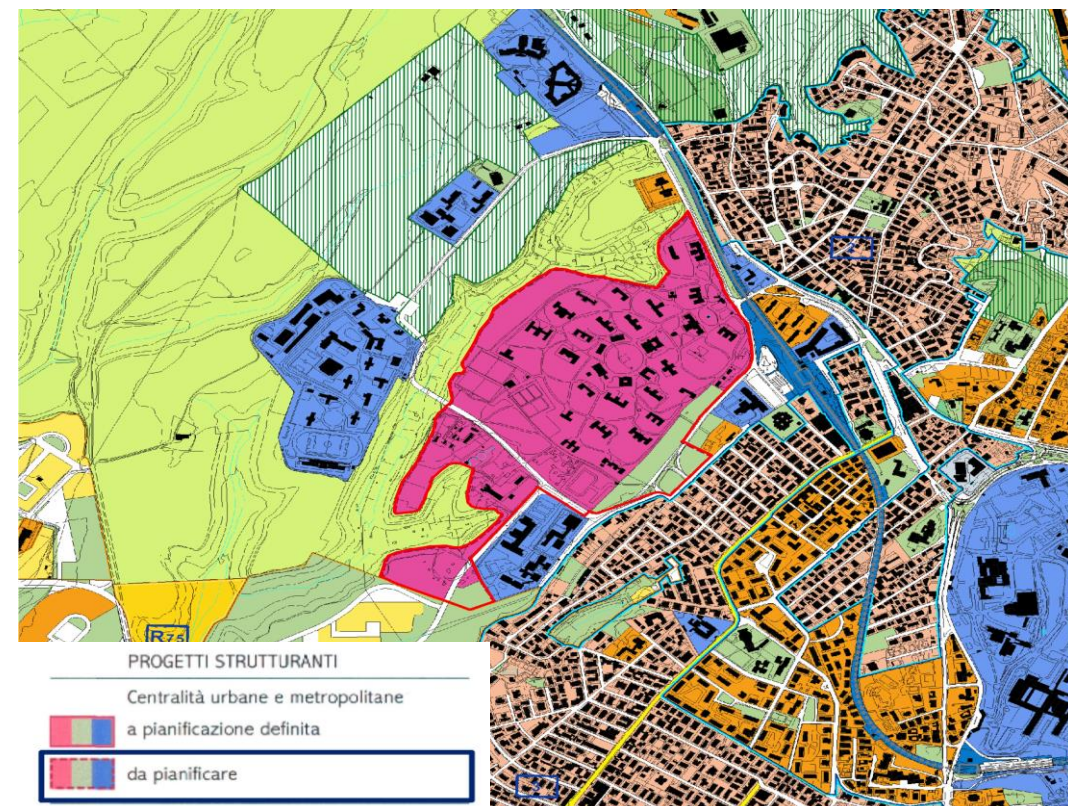 R75
PROGETTI STRUTTURANTI
Centralità urbane e metropolitane
a pianificazione definita
da pianificare